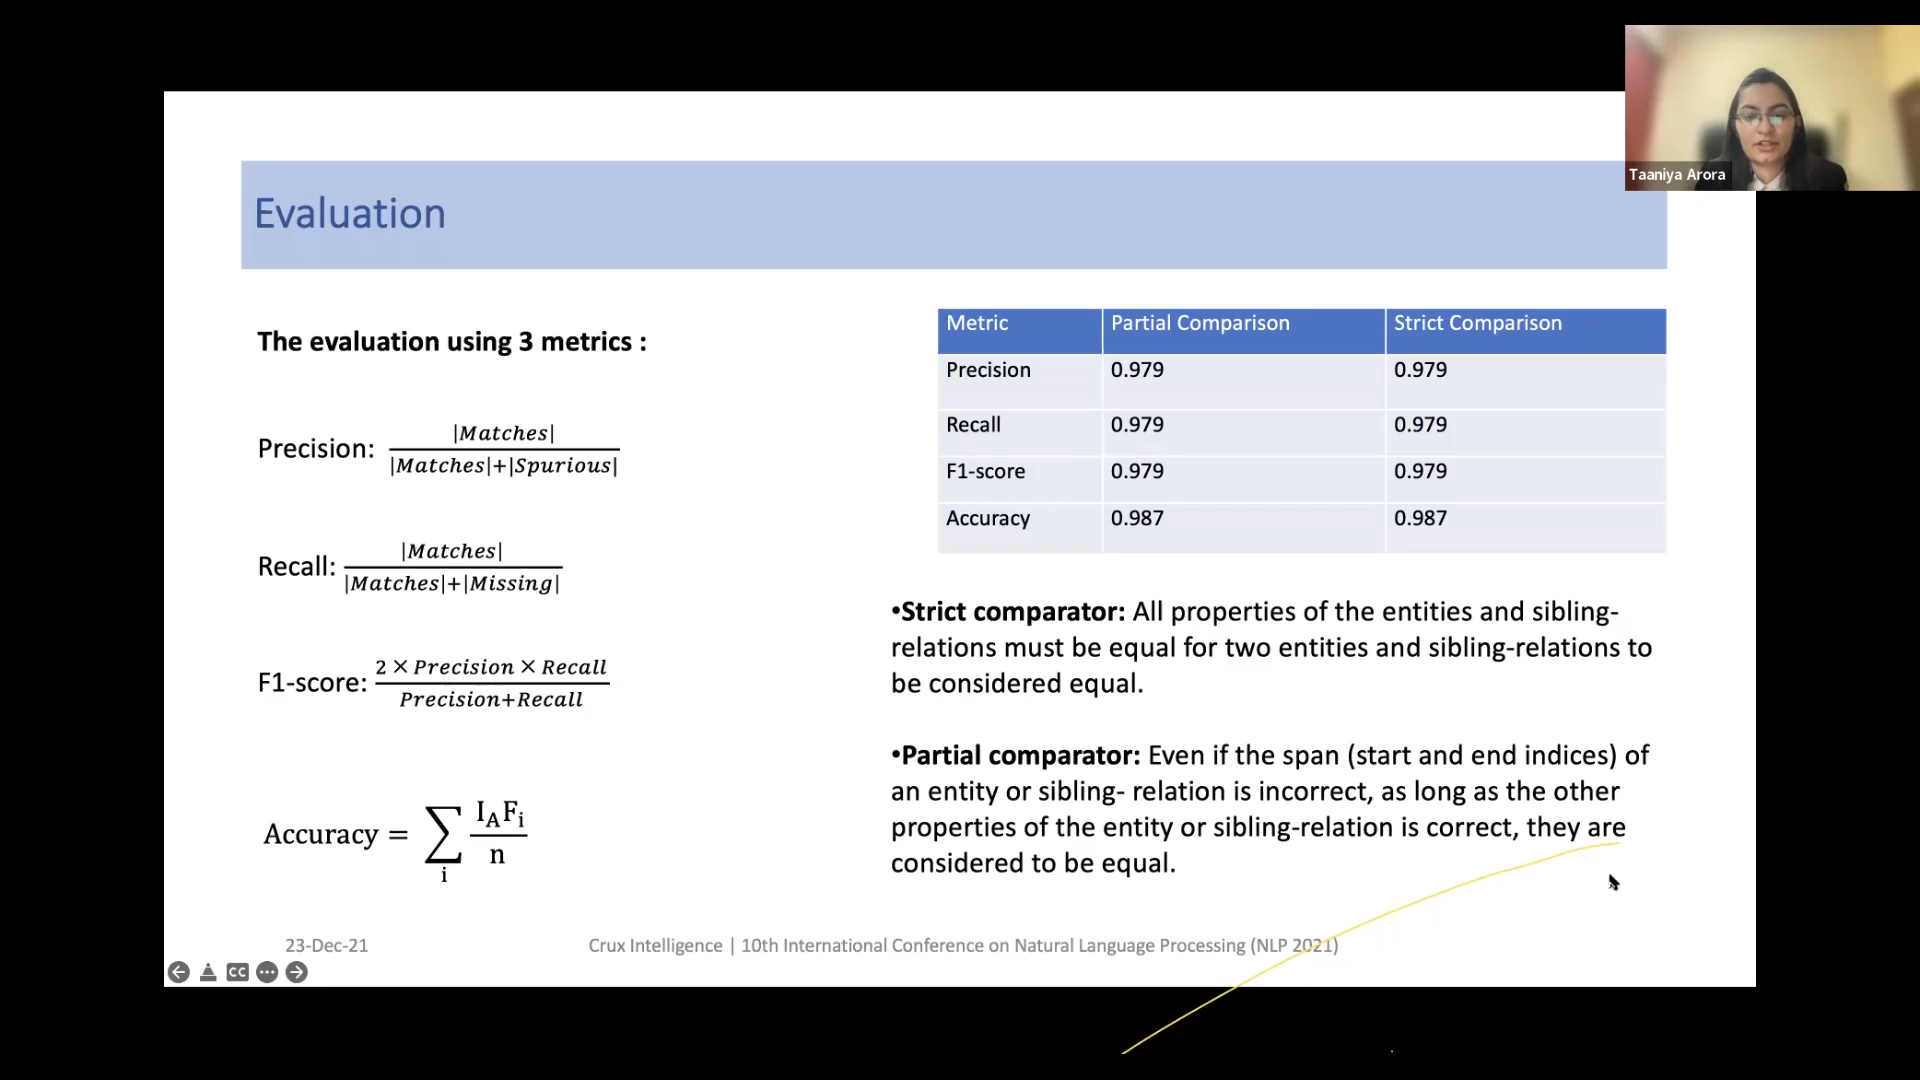 Taaniya Arora
Evaluation
The evaluation using 3 metrics :
Precision: |Matches| / |Matches|+|Spurious|
Recall: |Matches| / |Matches|+|Missing|
F1-score: 2 × Precision × Recall / Precision+Recall
Accuracy = ∑i IAFi / n
Metric Partial Comparison Strict Comparison
Precision 0.979 0.979
Recall 0.979 0.979
F1-score 0.979 0.979
Accuracy 0.987 0.987
•Strict comparator: All properties of the entities and sibling-
relations must be equal for two entities and sibling-relations to
be considered equal.
•Partial comparator: Even if the span (start and end indices) of
an entity or sibling- relation is incorrect, as long as the other
properties of the entity or sibling-relation is correct, they are
considered to be equal.
23-Dec-21
Crux Intelligence | 10th International Conference on Natural Language Processing (NLP 2021)
CC